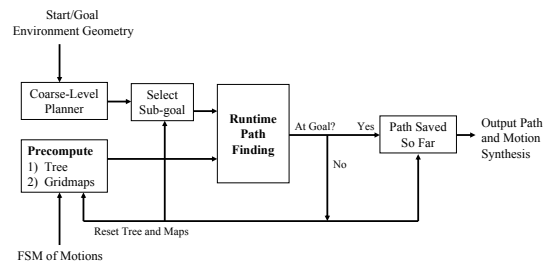 Start/Goal
Environment Geometry
Coarse-Level
Planner
Select
Sub-goal
Runtime
Path
Finding
At Goal?
Yes
No
Path Saved
So Far
Output Path
and Motion
Synthesis
Precompute
1) Tree
2) Gridmaps
Reset Tree and Maps
FSM of Motions